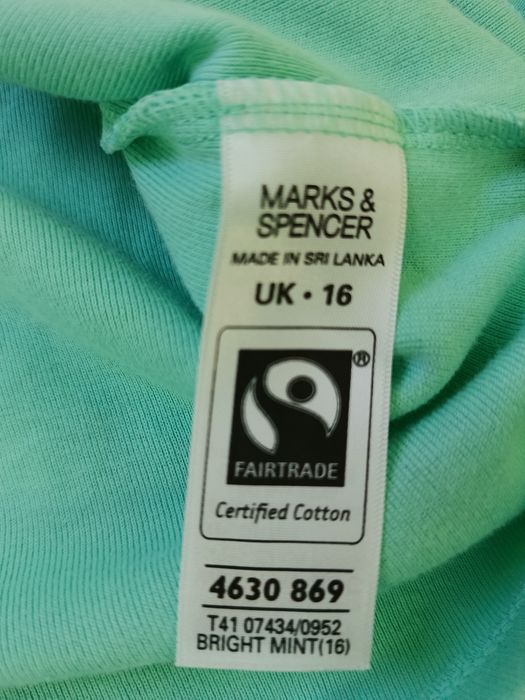 MARKS &
SPENCER
MADE IN SRI LANKA
UK • 16
®
FAIRTRADE
Certified Cotton
4630 869
T41 07434/0952
BRIGHT MINT(16)